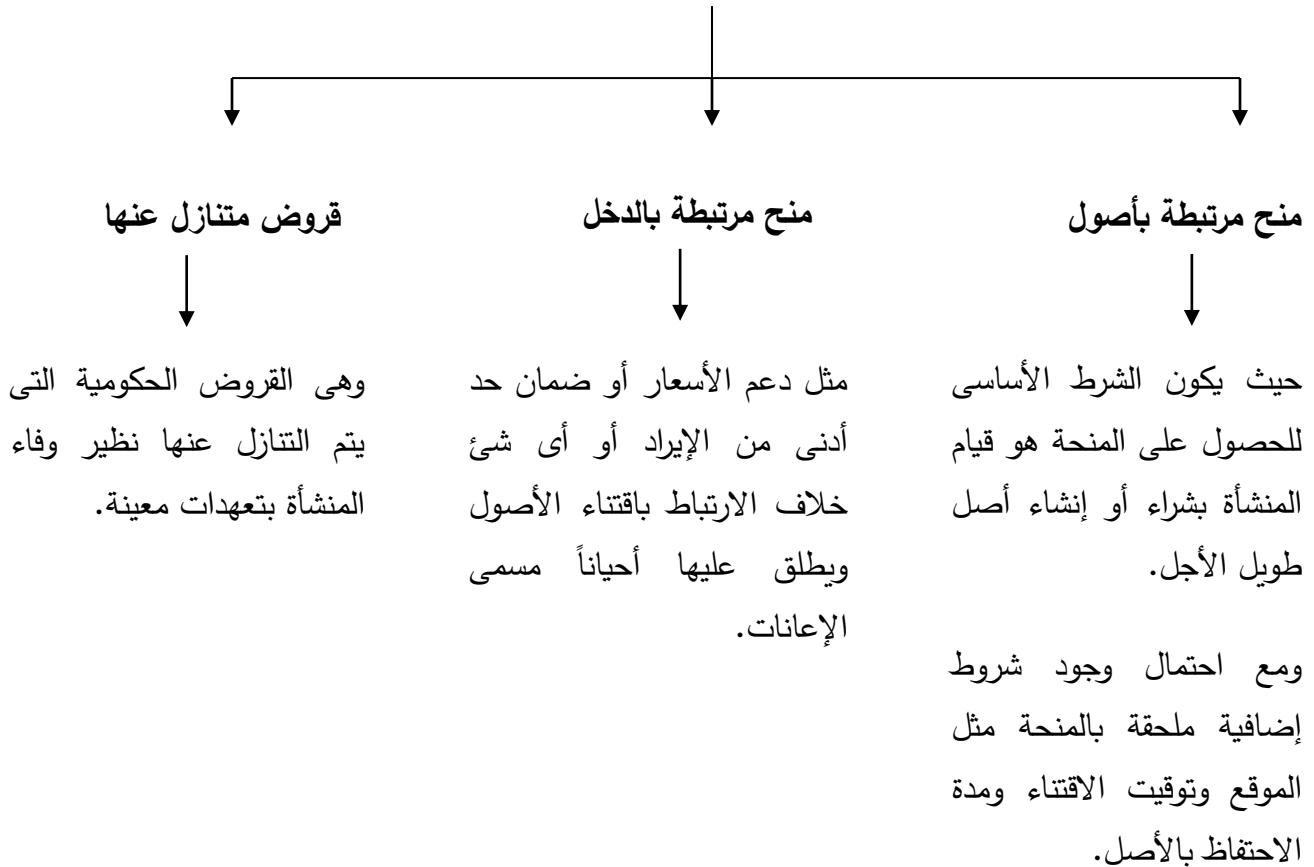 منح مرتبطة بأصول
حيث يكون الشرط الأساسى
للحصول على المنحة هو قيام
المنشأة بشراء أو إنشاء أصل
طويل الأجل.
ومع احتمال وجود شروط
إضافية ملحقة بالمنحة مثل
الموقع وتوقيت الاقتناء ومدة
الاحتفاظ بالأصل.
منح مرتبطة بالدخل
مثل دعم الأسعار أو ضمان حد
أدنى من الإيراد أو أى شئ
خلاف الارتباط باقتناء الأصول
ويطلق عليها أحياناً مسمى
الإعانات.
قروض متنازل عنها
وهى القروض الحكومية التى
يتم التنازل عنها نظير وفاء
المنشأة بتعهدات معينة.